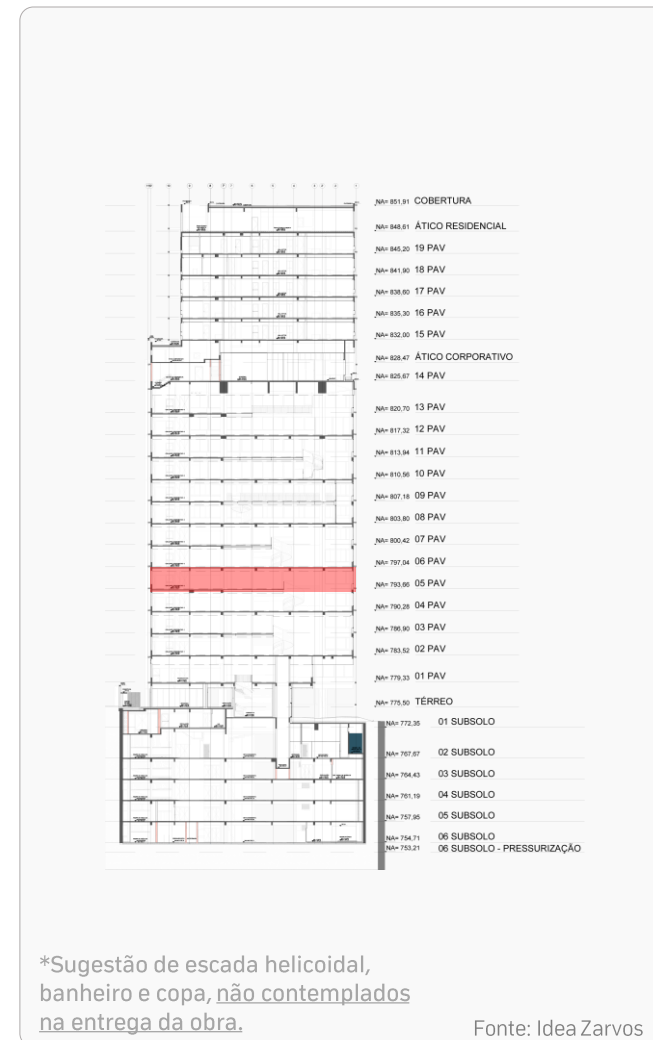 NA= 851,91 COBERTURA
NA= 848,61 ÁTICO RESIDENCIAL
NA= 845,20 19 PAV
NA= 841,90 18 PAV
NA= 838,60 17 PAV
NA= 835,30 16 PAV
NA= 832,00 15 PAV
NA= 828,47 ÁTICO CORPORATIVO
NA= 825,67 14 PAV
NA= 820,70 13 PAV
NA= 817,32 12 PAV
NA= 813,94 11 PAV
NA= 810,56 10 PAV
NA= 807,18 09 PAV
NA= 803,80 08 PAV
NA= 800,42 07 PAV
NA= 797,04 06 PAV
NA= 793,66 05 PAV
NA= 790,28 04 PAV
NA= 786,90 03 PAV
NA= 783,52 02 PAV
NA= 779,33 01 PAV
NA= 775,50 TÉRREO
NA= 772,35 01 SUBSOLO
NA= 767,67 02 SUBSOLO
NA= 764,43 03 SUBSOLO
NA= 761,19 04 SUBSOLO
NA= 757,95 05 SUBSOLO
NA= 754,71 06 SUBSOLO
NA= 753,21 06 SUBSOLO - PRESSURIZAÇÃO
*Sugestão de escada helicoidal,
banheiro e copa, não contemplados
na entrega da obra.
Fonte: Idea Zarvos